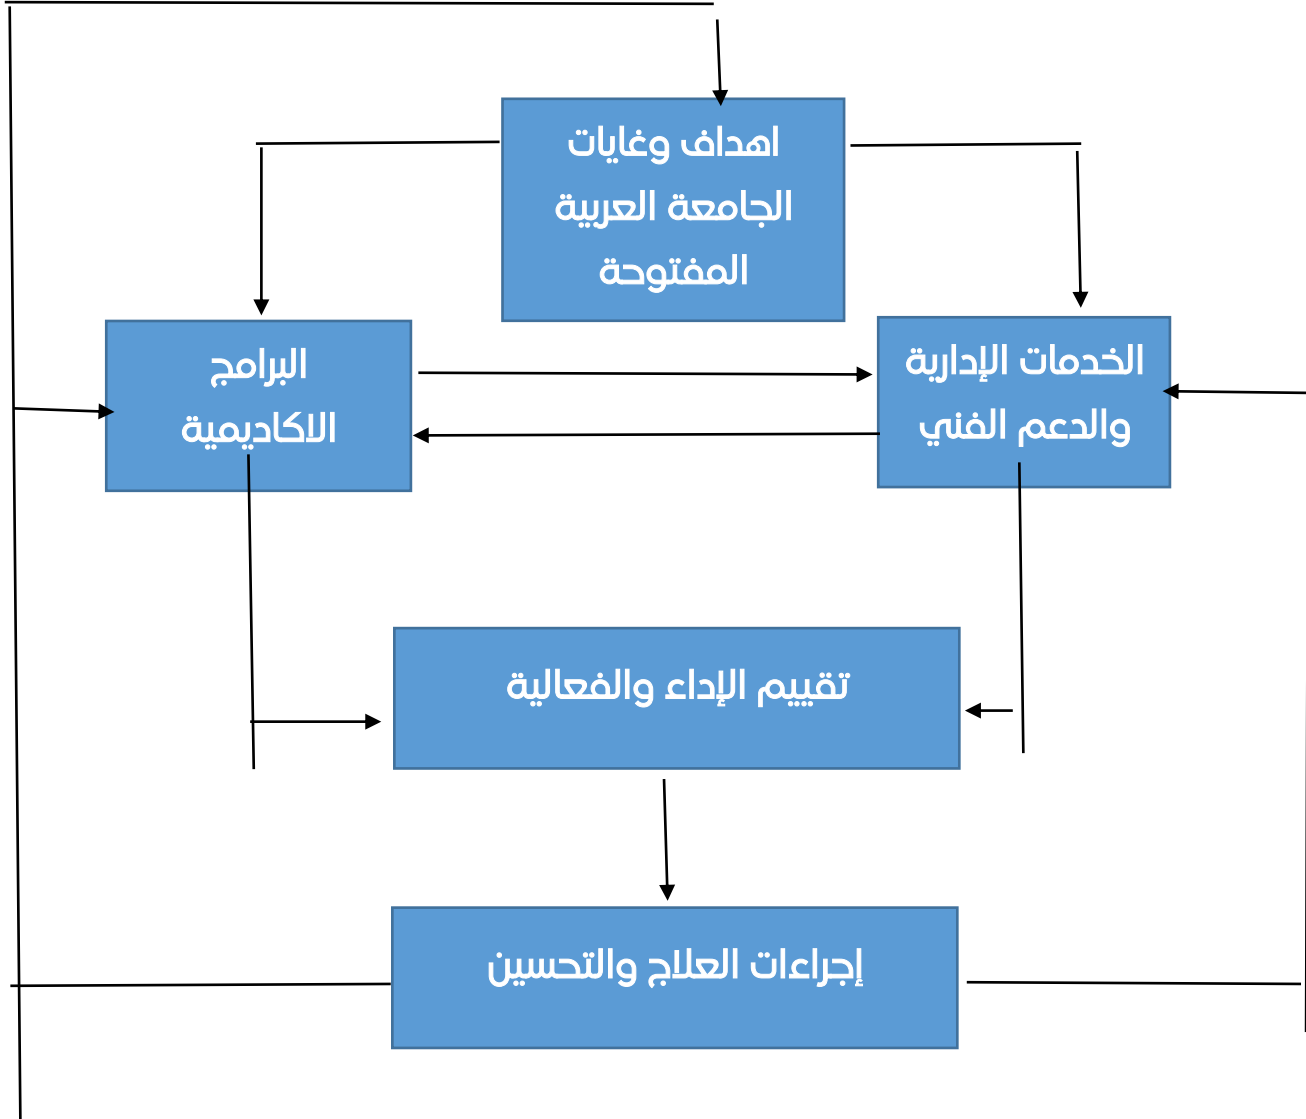 اهداف وغايات
الجامعة العربية
المفتوحة
الخدمات الإدارية
والدعم الفني
البرامج
الاكاديمية
تقييم الإداء والفعالية
إجراءات العلاج والتحسين